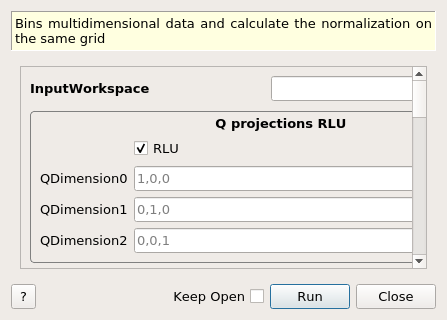 Bins multidimensional data and calculate the normalization on
the same grid
InputWorkspace
Q projections RLU
RLU
QDimension0 1,0,0
QDimension1 0,1,0
QDimension2 0,0,1
? Keep Open Run Close